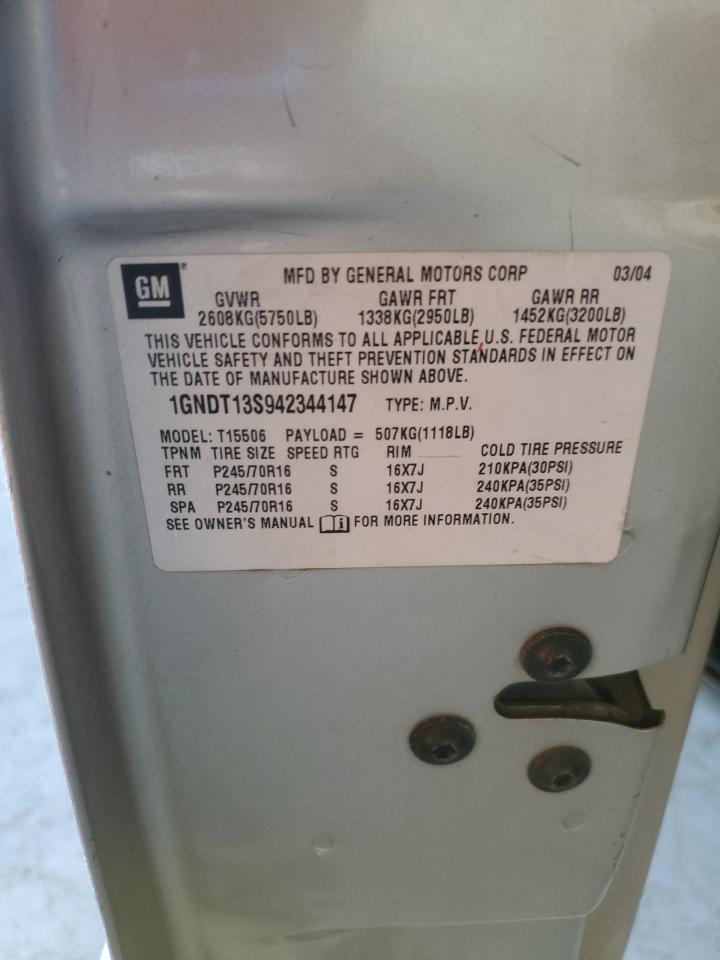 GM ® MFD BY GENERAL MOTORS CORP 03/04
GVWR GAWR FRT GAWR RR
2608KG(5750LB) 1338KG(2950LB) 1452KG(3200LB)
THIS VEHICLE CONFORMS TO ALL APPLICABLE U.S. FEDERAL MOTOR
VEHICLE SAFETY AND THEFT PREVENTION STANDARDS IN EFFECT ON
THE DATE OF MANUFACTURE SHOWN ABOVE.
1GNDT13S942344147 TYPE: M.P.V.
MODEL: T15506 PAYLOAD = 507KG(1118LB)
TPNM TIRE SIZE SPEED RTG RIM COLD TIRE PRESSURE
FRT P245/70R16 S 16X7J 210KPA(30PSI)
RR P245/70R16 S 16X7J 240KPA(35PSI)
SPA P245/70R16 S 16X7J 240KPA(35PSI)
SEE OWNER'S MANUAL i FOR MORE INFORMATION.